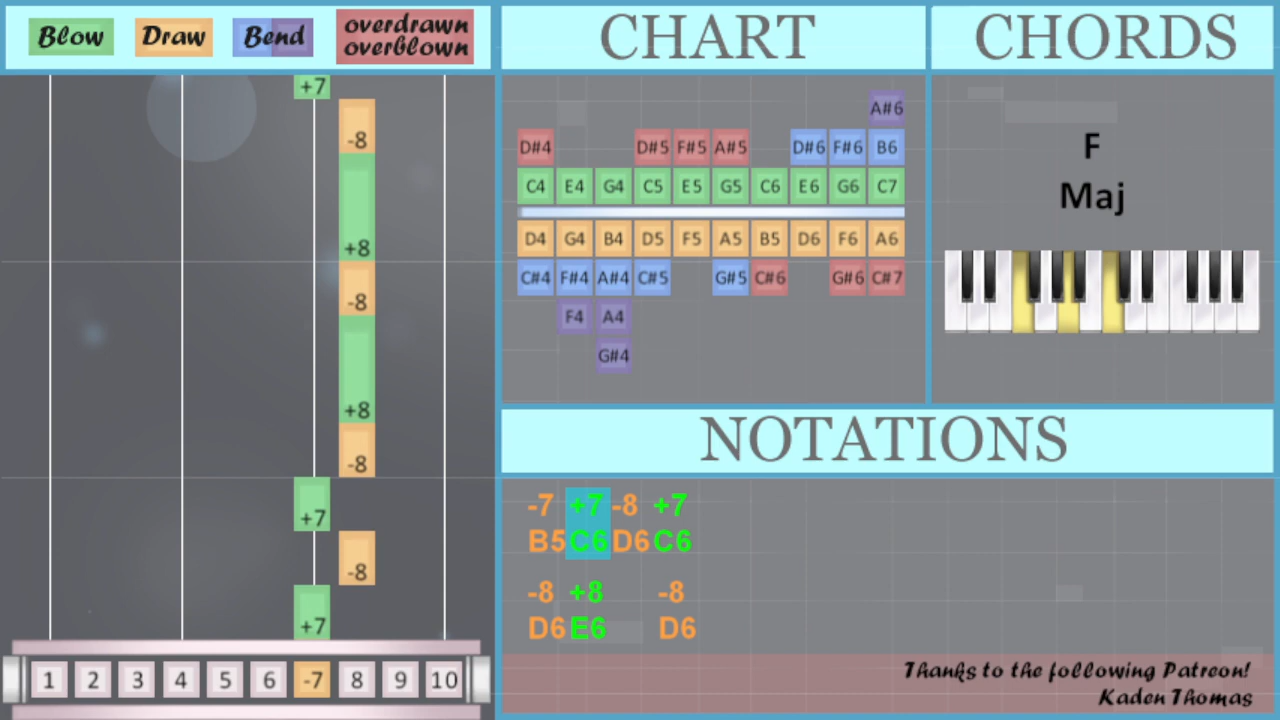 Blow Draw Bend overdrawn
overblown
CHART
CHORDS
+7
-8
+8
-8
+8
-8
+7
-8
+7
1 2 3 4 5 6 -7 8 9 10
A#6
D#4 D#5 F#5 A#5 D#6 F#6 B6
C4 E4 G4 C5 E5 G5 C6 E6 G6 C7
D4 G4 B4 D5 F5 A5 B5 D6 F6 A6
C#4 F#4 A#4 C#5 G#5 C#6 G#6 C#7
F4 A4
G#4
F
Maj
NOTATIONS
-7 +7 -8 +7
B5 C6 D6 C6
-8 +8 -8
D6 E6 D6
Thanks to the following Patreon!
Kaden Thomas